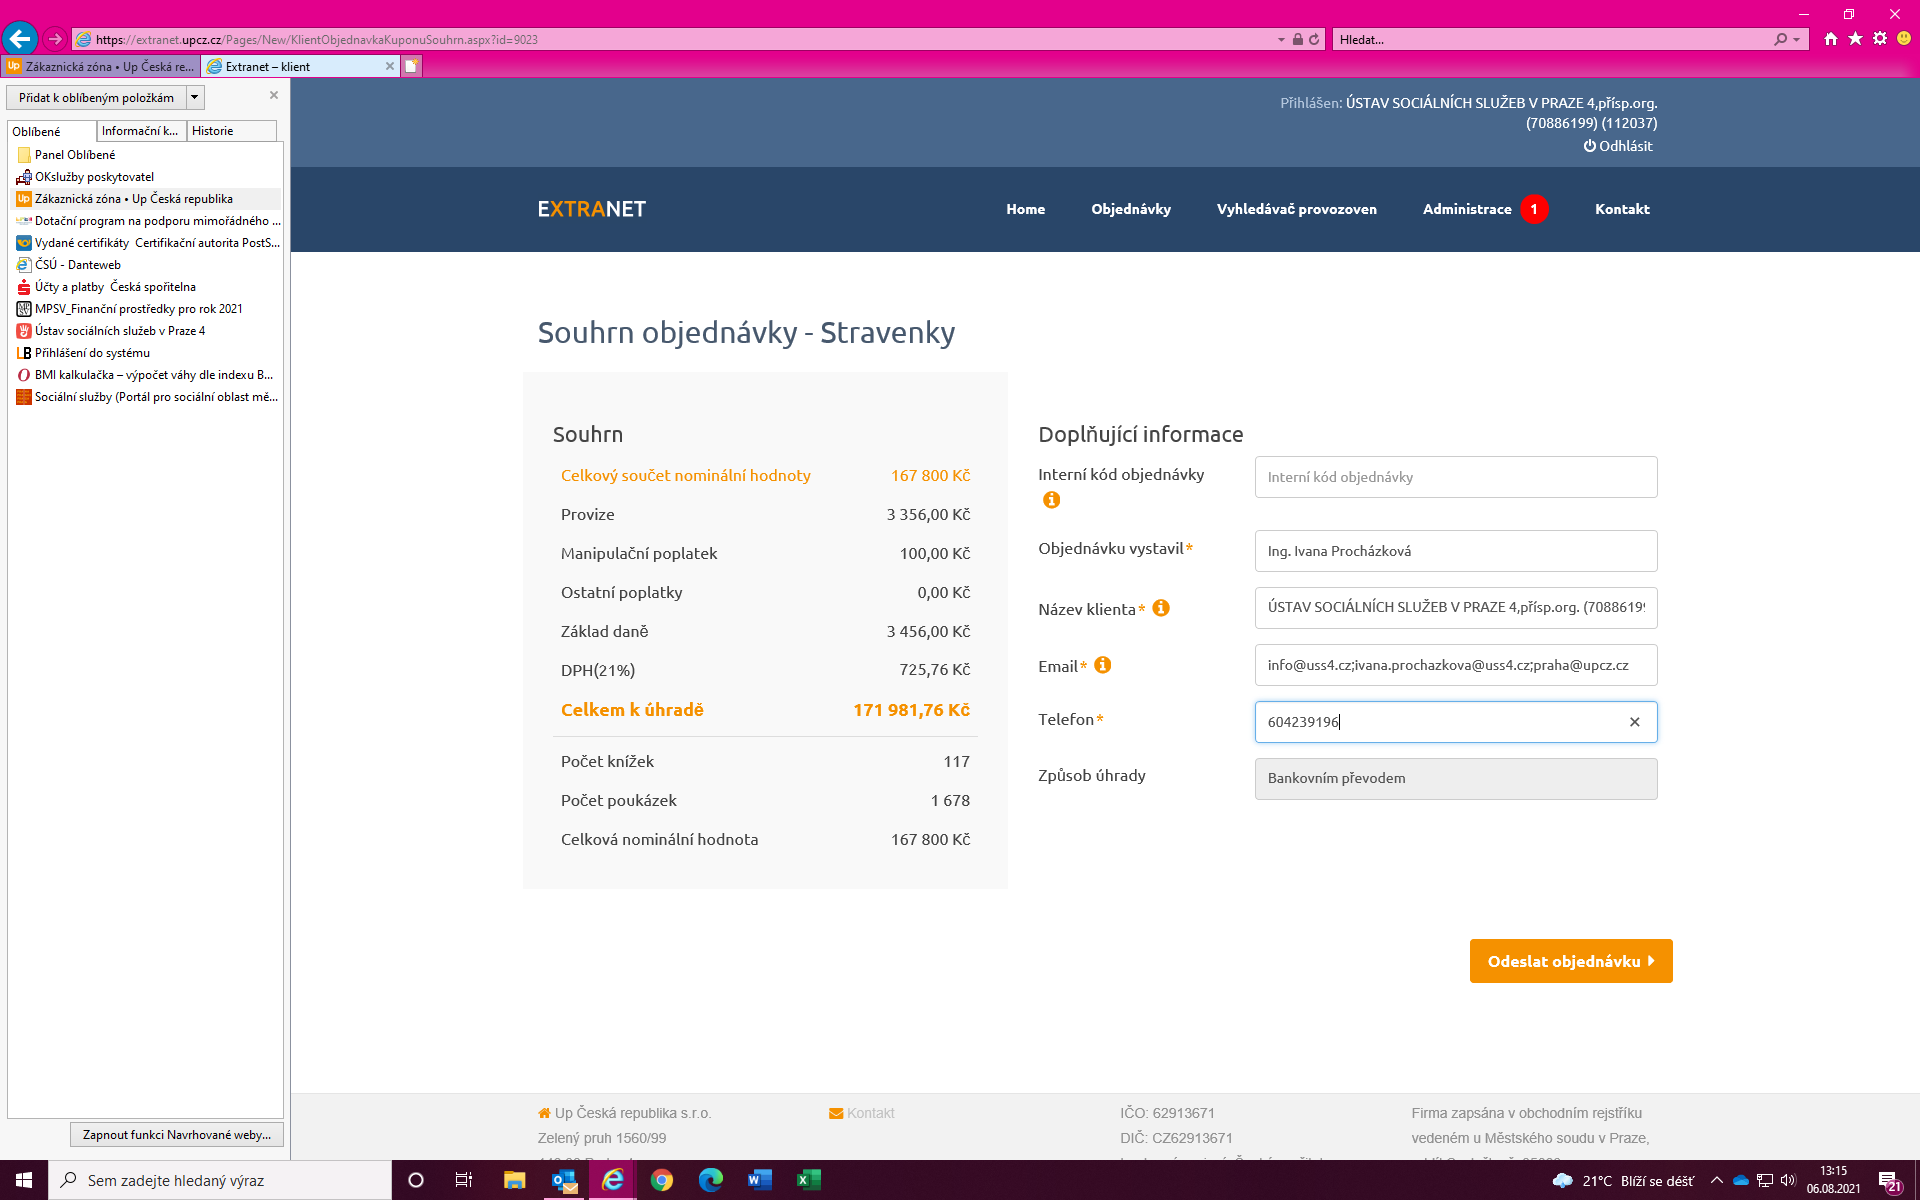 https://extranet.upcz.cz/Pages/New/KlientObjednavkaKuponuSouhrn.aspx?id=9023
Hledat...
Zákaznická zóna • Up Česká re...
Extranet – klient
Přidat k oblíbeným položkám
Oblíbené
Informační k...
Historie
Panel Oblíbené
OKslužby poskytovatel
Zákaznická zóna • Up Česká republika
Dotační program na podporu mimořádného ...
Vydané certifikáty  Certifikační autorita PostS...
ČSÚ - Danteweb
Účty a platby  Česká spořitelna
MPSV_Finanční prostředky pro rok 2021
Ústav sociálních služeb v Praze 4
Přihlášení do systému
BMI kalkulačka – výpočet váhy dle indexu B...
Sociální služby (Portál pro sociální oblast mě...
Zapnout funkci Navrhované weby...
Přihlášen: ÚSTAV SOCIÁLNÍCH SLUŽEB V PRAZE 4,přísp.org.
(70886199) (112037)
Odhlásit
EXTRANET
Home
Objednávky
Vyhledávač provozoven
Administrace 1
Kontakt
Souhrn objednávky - Stravenky
Souhrn
Celkový součet nominální hodnoty 167 800 Kč
Provize 3 356,00 Kč
Manipulační poplatek 100,00 Kč
Ostatní poplatky 0,00 Kč
Základ daně 3 456,00 Kč
DPH(21%) 725,76 Kč
Celkem k úhradě 171 981,76 Kč
Počet knížek 117
Počet poukázek 1 678
Celková nominální hodnota 167 800 Kč
Doplňující informace
Interní kód objednávky Interní kód objednávky
Objednávku vystavil* Ing. Ivana Procházková
Název klienta* ÚSTAV SOCIÁLNÍCH SLUŽEB V PRAZE 4,přísp.org. (7088619
Email* info@uss4.cz;ivana.prochazkova@uss4.cz;praha@upcz.cz
Telefon* 604239196
Způsob úhrady Bankovním převodem
Odeslat objednávku
Up Česká republika s.r.o.
Zelený pruh 1560/99
Kontakt
IČO: 62913671
DIČ: CZ62913671
Firma zapsána v obchodním rejstříku
vedeném u Městského soudu v Praze,
Sem zadejte hledaný výraz
21°C Blíží se déšť
13:15
06.08.2021
21